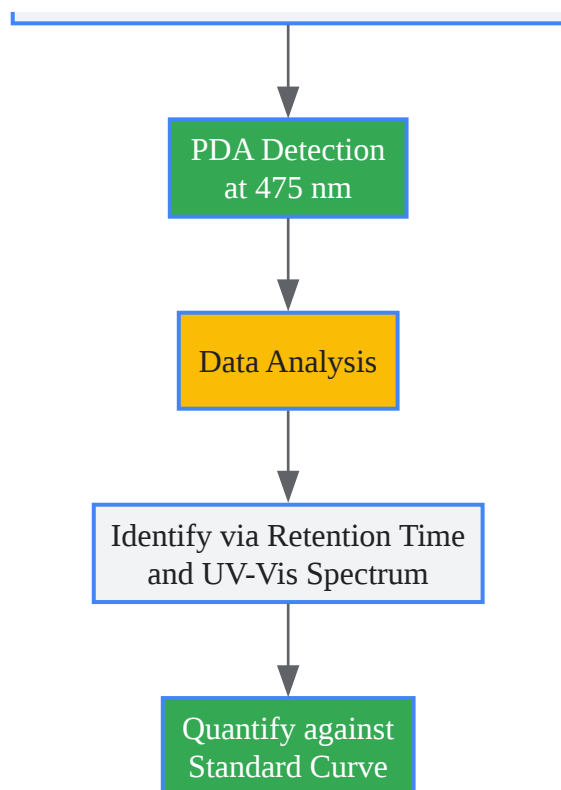 PDA Detection
at 475 nm
Data Analysis
Identify via Retention Time
and UV-Vis Spectrum
Quantify against
Standard Curve